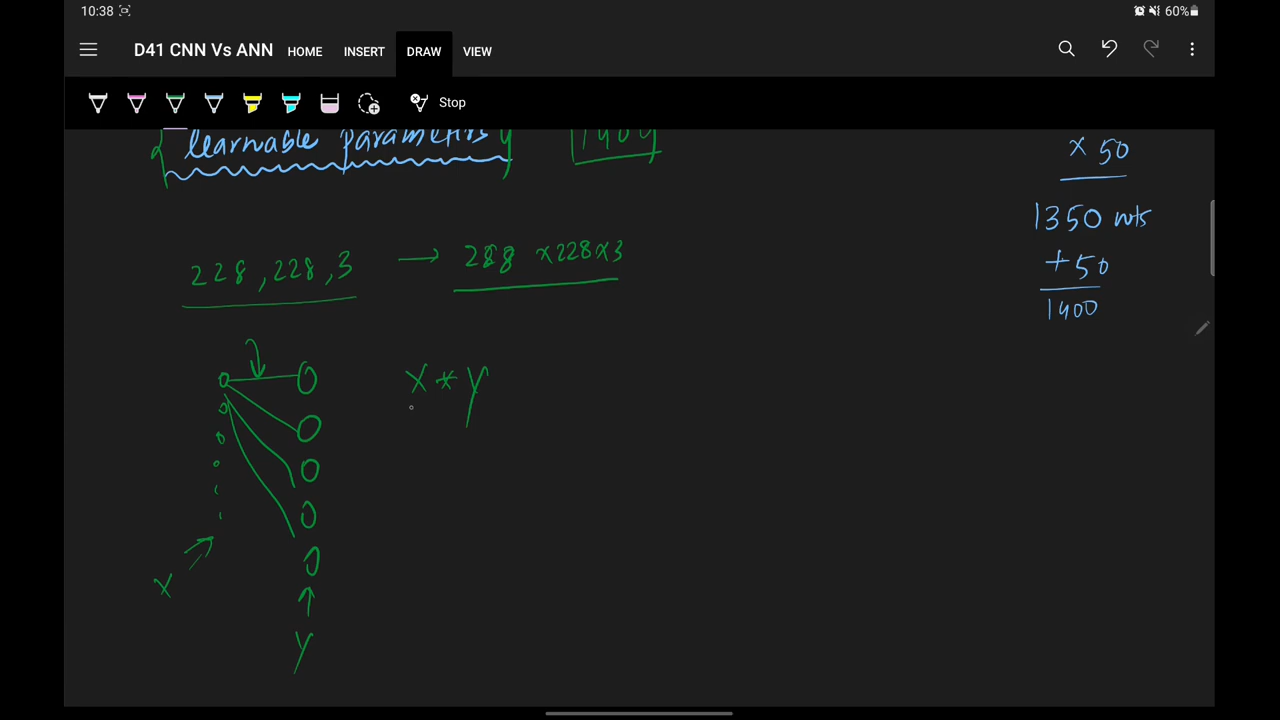 10:38 60%
D41 CNN Vs ANN HOME INSERT DRAW VIEW
Stop
learnable parametrs 1400
x 50
1350 wts
+ 50
1400
228, 228, 3 → 288 x228x3
X * Y
X
Y